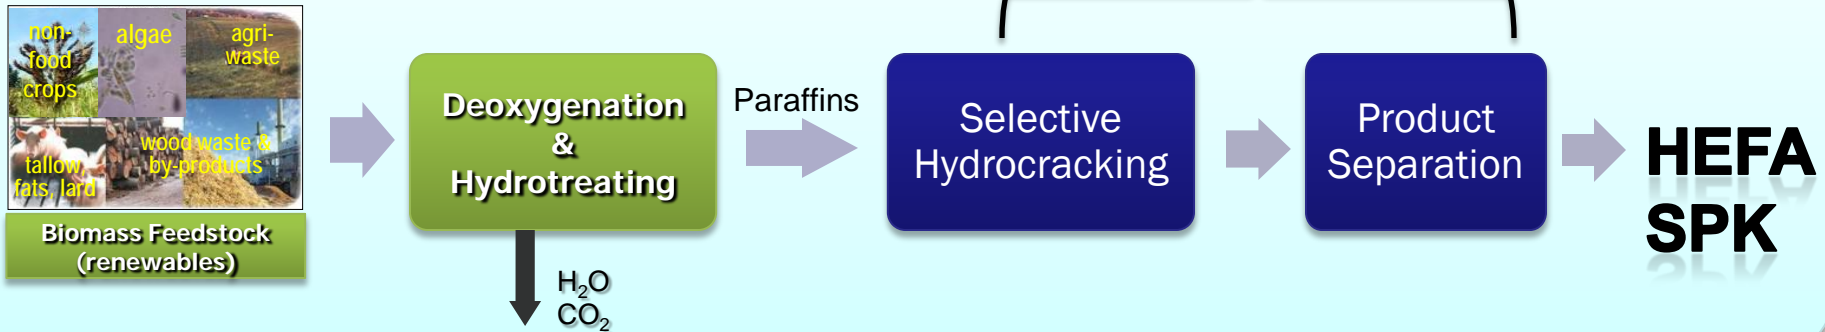 non-
food
crops
algae
agri-
waste
tallow,
fats, lard
wood waste &
by-products
Biomass Feedstock
(renewables)
Deoxygenation
&
Hydrotreating
H₂O
CO₂
Paraffins
Selective
Hydrocracking
Product
Separation
HEFA
SPK